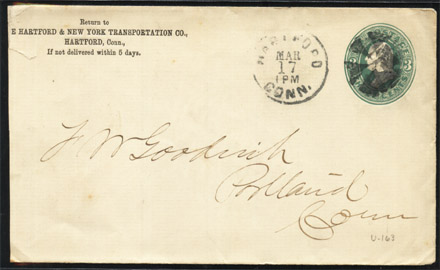 Return to
E HARTFORD & NEW YORK TRANSPORTATION CO.,
HARTFORD, Conn.,
If not delivered within 5 days.
HARTFORD
MAR
17
1 PM
CONN.
3
F W Goodrich
Portland
Conn
U-163